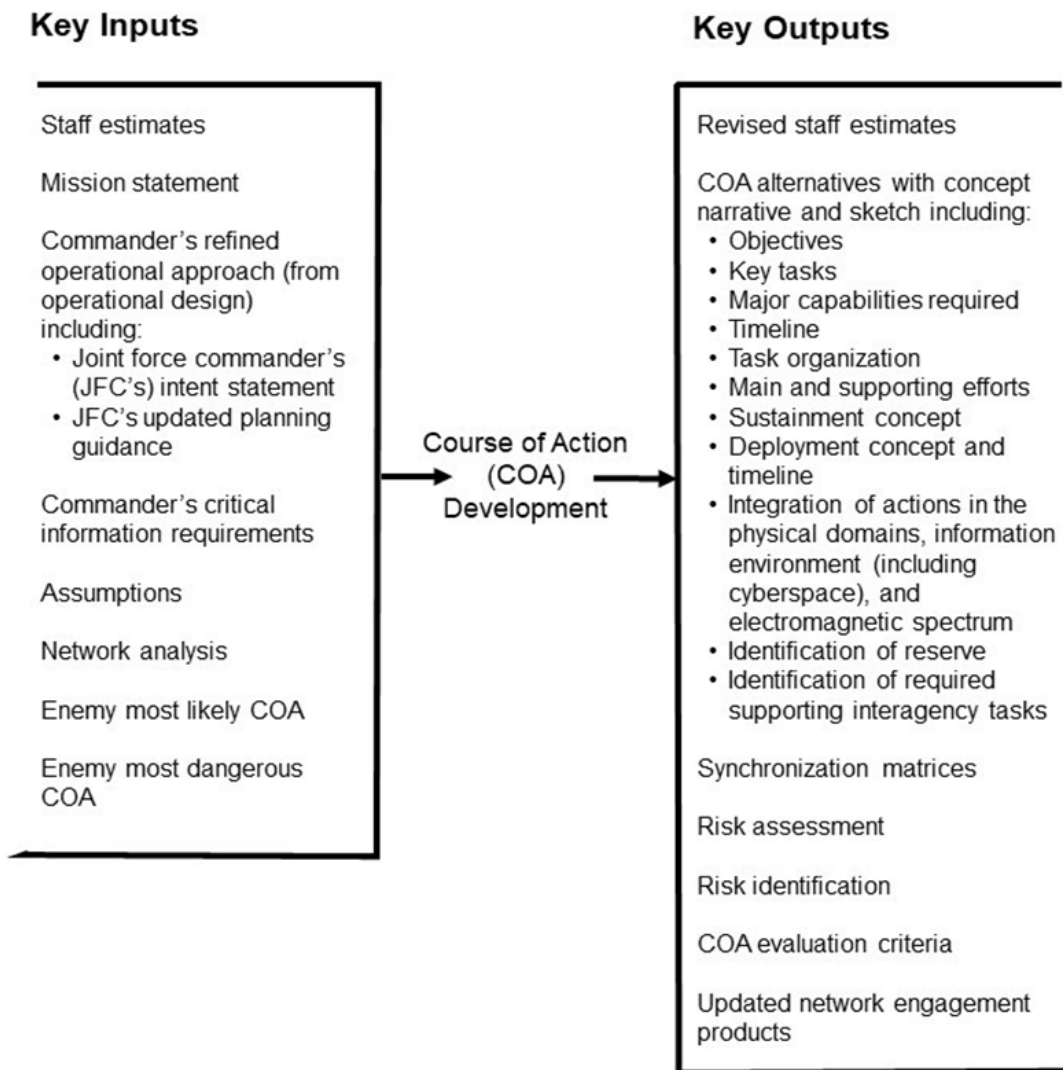 Key Inputs
Staff estimates
Mission statement
Commander’s refined
operational approach (from
operational design)
including:
• Joint force commander’s
(JFC’s) intent statement
• JFC’s updated planning
guidance
Commander’s critical
information requirements
Assumptions
Network analysis
Enemy most likely COA
Enemy most dangerous
COA
Course of Action
(COA)
Development
Key Outputs
Revised staff estimates
COA alternatives with concept
narrative and sketch including:
• Objectives
• Key tasks
• Major capabilities required
• Timeline
• Task organization
• Main and supporting efforts
• Sustainment concept
• Deployment concept and
timeline
• Integration of actions in the
physical domains, information
environment (including
cyberspace), and
electromagnetic spectrum
• Identification of reserve
• Identification of required
supporting interagency tasks
Synchronization matrices
Risk assessment
Risk identification
COA evaluation criteria
Updated network engagement
products